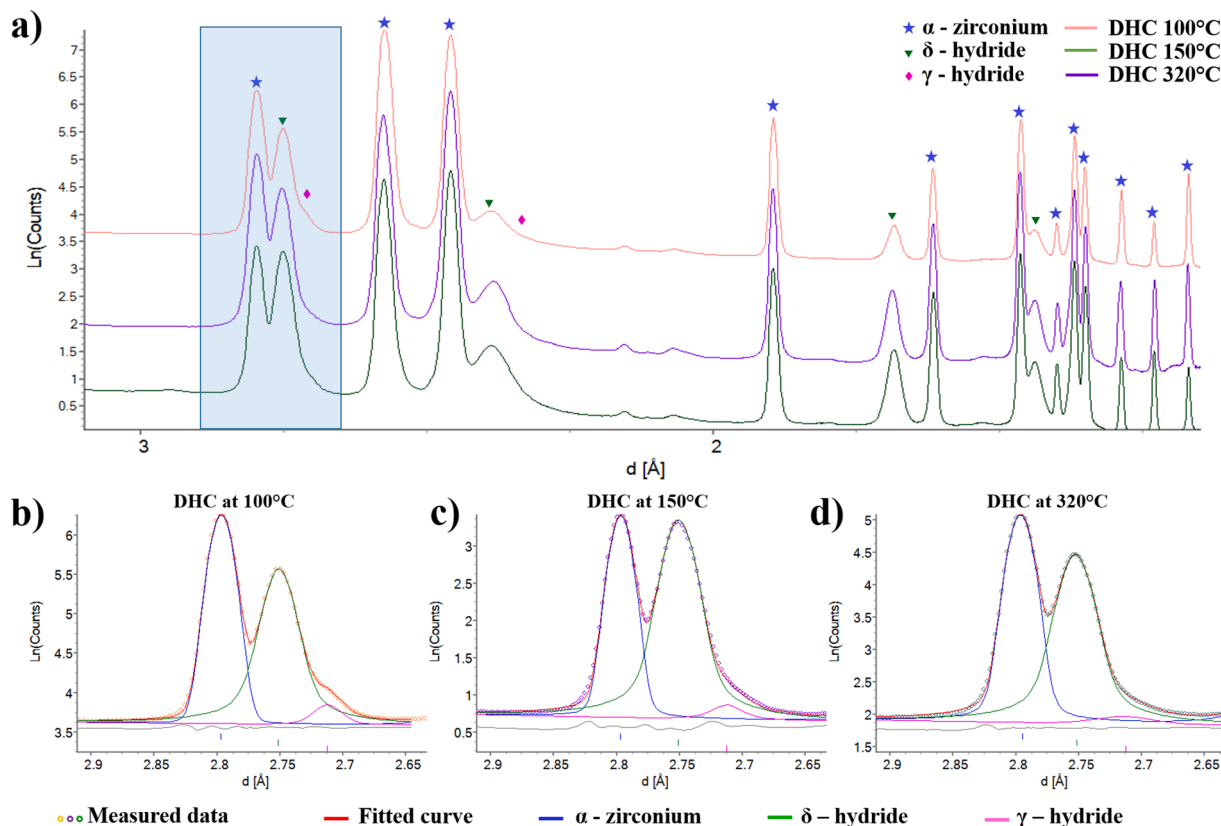 a)
α - zirconium DHC 100°C
δ - hydride DHC 150°C
γ - hydride DHC 320°C
Ln(Counts)
7
6.5
6
5.5
5
4.5
4
3.5
3
2.5
2
1.5
1
0.5
3 2
d [Å]
b) DHC at 100°C
Ln(Counts)
6
5.5
5
4.5
4
3.5
2.9 2.85 2.8 2.75 2.7 2.65
d [Å]
c) DHC at 150°C
Ln(Counts)
3
2.5
2
1.5
1
0.5
2.9 2.85 2.8 2.75 2.7 2.65
d [Å]
d) DHC at 320°C
Ln(Counts)
5
4.5
4
3.5
3
2.5
2
1.5
2.9 2.85 2.8 2.75 2.7 2.65
d [Å]
Measured data Fitted curve α - zirconium δ – hydride γ – hydride